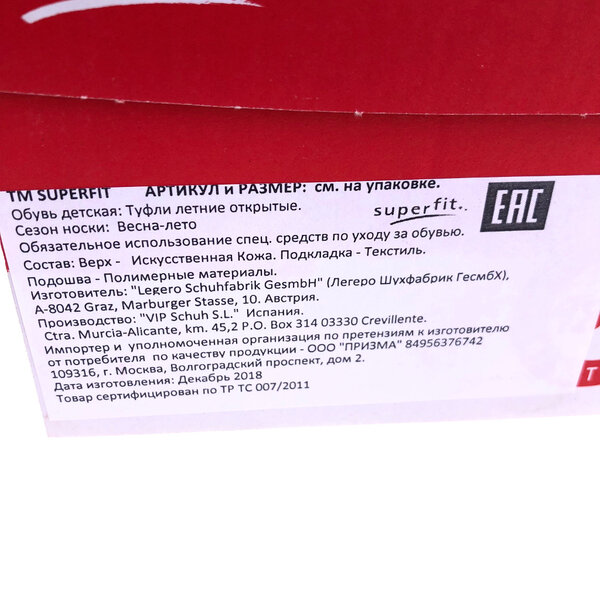 ТМ SUPERFIT АРТИКУЛ и РАЗМЕР: см. на упаковке.
Обувь детская: Туфли летние открытые.
superfit.
EAC
Сезон носки: Весна-лето
Обязательное использование спец. средств по уходу за обувью.
Состав: Верх - Искусственная Кожа. Подкладка - Текстиль.
Подошва - Полимерные материалы.
Изготовитель: "Legero Schuhfabrik GesmbH" (Легеро Шухфабрик ГесмбХ),
A-8042 Graz, Marburger Stasse, 10. Австрия.
Производство: "VIP Schuh S.L." Испания.
Ctra. Murcia-Alicante, km. 45,2 P.O. Box 314 03330 Crevillente.
Импортер и уполномоченная организация по претензиям к изготовителю
от потребителя по качеству продукции - ООО "ПРИЗМА" 84956376742
109316, г. Москва, Волгоградский проспект, дом 2.
Дата изготовления: Декабрь 2018
Товар сертифицирован по ТР ТС 007/2011
T